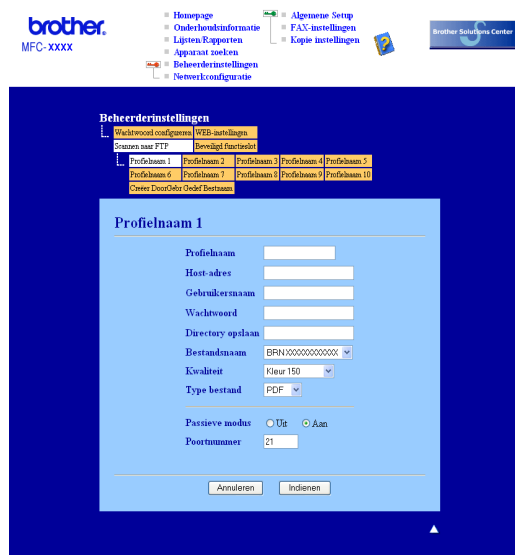 brother
MFC-XXXX
Homepage
Onderhoudsinformatie
Lijsten/Rapporten
Apparaat zoeken
Beheerderinstellingen
Netwerkconfiguratie
Algemene Setup
FAX-instellingen
Kopie instellingen
Brother Solutions Center
Beheerderinstellingen
Wachtwoord configureren WEB-instellingen
Scannen naar FTP Beveiligd functieslot
Profielnaam 1 Profielnaam 2 Profielnaam 3 Profielnaam 4 Profielnaam 5
Profielnaam 6 Profielnaam 7 Profielnaam 8 Profielnaam 9 Profielnaam 10
Creëer DoorGebr Gedef Bestnaam
Profielnaam 1
Profielnaam
Host-adres
Gebruikersnaam
Wachtwoord
Directory opslaan
Bestandsnaam BRNXXXXXXXXXXXX
Kwaliteit Kleur 150
Type bestand PDF
Passieve modus Uit Aan
Poortnummer 21
Annuleren Indienen